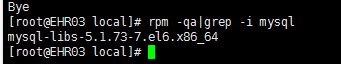 Bye
[root@EHR03 local]# rpm -qa|grep -i mysql
mysql-libs-5.1.73-7.el6.x86_64
[root@EHR03 local]#